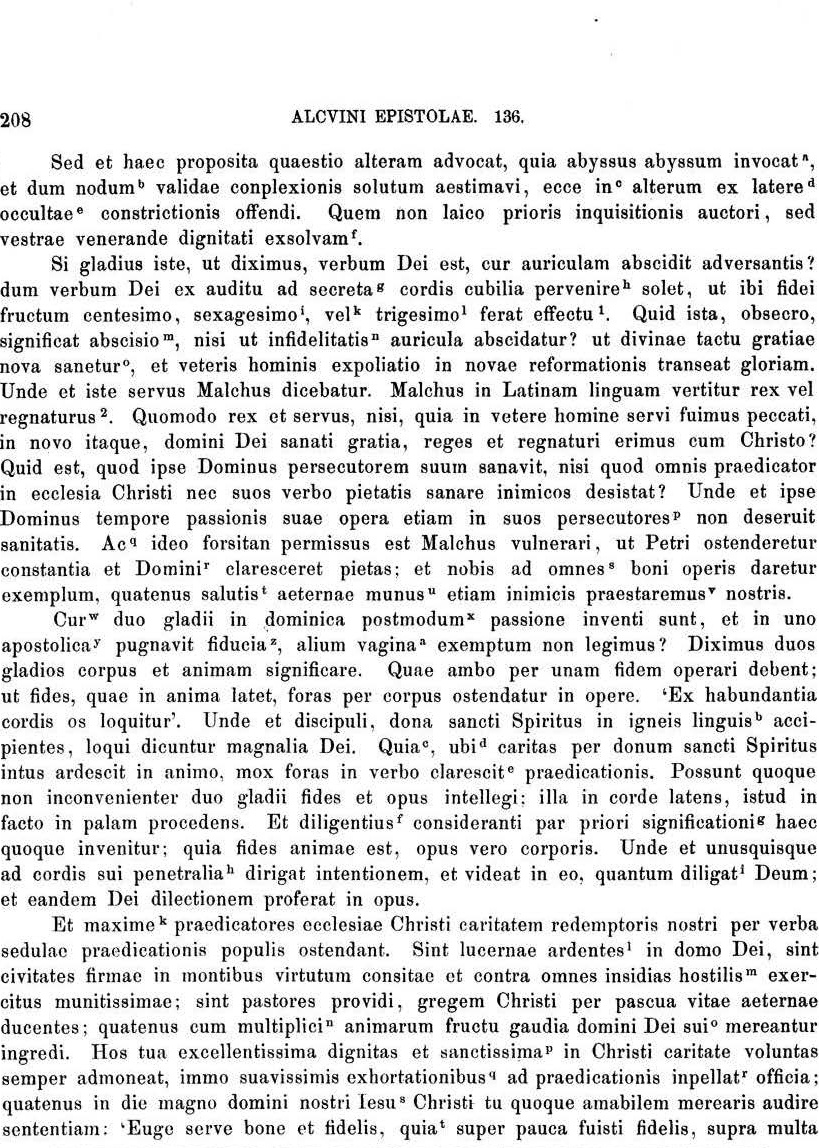 208 ALCVINI EPISTOLAE. 136.
Sed et haec proposita quaestio alteram advocat, quia abyssus abyssum invocat ᵃ,
et dum nodum ᵇ validae conplexionis solutum aestimavi, ecce in ᶜ alterum ex latere ᵈ
occultae ᵉ constrictionis offendi. Quem non laico prioris inquisitionis auctori, sed
vestrae venerande dignitati exsolvam ᶠ.
Si gladius iste, ut diximus, verbum Dei est, cur auriculam abscidit adversantis?
dum verbum Dei ex auditu ad secreta ᵍ cordis cubilia pervenire ʰ solet, ut ibi fidei
fructum centesimo, sexagesimo ⁱ, vel ᵏ trigesimo ˡ ferat effectu ¹. Quid ista, obsecro,
significat abscisio ᵐ, nisi ut infidelitatis ⁿ auricula abscidatur? ut divinae tactu gratiae
nova sanetur ᵒ, et veteris hominis expoliatio in novae reformationis transeat gloriam.
Unde et iste servus Malchus dicebatur. Malchus in Latinam linguam vertitur rex vel
regnaturus ². Quomodo rex et servus, nisi, quia in vetere homine servi fuimus peccati,
in novo itaque, domini Dei sanati gratia, reges et regnaturi erimus cum Christo?
Quid est, quod ipse Dominus persecutorem suum sanavit, nisi quod omnis praedicator
in ecclesia Christi nec suos verbo pietatis sanare inimicos desistat? Unde et ipse
Dominus tempore passionis suae opera etiam in suos persecutores ᵖ non deseruit
sanitatis. Ac q ideo forsitan permissus est Malchus vulnerari, ut Petri ostenderetur
constantia et Domini ʳ claresceret pietas; et nobis ad omnes ˢ boni operis daretur
exemplum, quatenus salutis ᵗ aeternae munus ᵘ etiam inimicis praestaremus ᵛ nostris.
Cur ʷ duo gladii in dominica postmodum ˣ passione inventi sunt, et in uno
apostolica ʸ pugnavit fiducia ᶻ, alium vagina ᵃ exemptum non legimus? Diximus duos
gladios corpus et animam significare. Quae ambo per unam fidem operari debent;
ut fides, quae in anima latet, foras per corpus ostendatur in opere. ‘Ex habundantia
cordis os loquitur’. Unde et discipuli, dona sancti Spiritus in igneis linguis ᵇ acci-
pientes, loqui dicuntur magnalia Dei. Quia ᶜ, ubi ᵈ caritas per donum sancti Spiritus
intus ardescit in animo, mox foras in verbo clarescit ᵉ praedicationis. Possunt quoque
non inconvenienter duo gladii fides et opus intellegi: illa in corde latens, istud in
facto in palam procedens. Et diligentius ᶠ consideranti par priori significationi ᵍ haec
quoque invenitur; quia fides animae est, opus vero corporis. Unde et unusquisque
ad cordis sui penetralia ʰ dirigat intentionem, et videat in eo, quantum diligat ⁱ Deum;
et eandem Dei dilectionem proferat in opus.
Et maxime ᵏ praedicatores ecclesiae Christi caritatem redemptoris nostri per verba
sedulae praedicationis populis ostendant. Sint lucernae ardentes ˡ in domo Dei, sint
civitates firmae in montibus virtutum consitae et contra omnes insidias hostilis ᵐ exer-
citus munitissimae; sint pastores providi, gregem Christi per pascua vitae aeternae
ducentes; quatenus cum multiplici ⁿ animarum fructu gaudia domini Dei sui ᵒ mereantur
ingredi. Hos tua excellentissima dignitas et sanctissima ᵖ in Christi caritate voluntas
semper admoneat, immo suavissimis exhortationibus q ad praedicationis inpellat ʳ officia;
quatenus in die magno domini nostri Iesu ˢ Christi tu quoque amabilem merearis audire
sententiam: ‘Euge serve bone et fidelis, quia ᵗ super pauca fuisti fidelis, supra multa